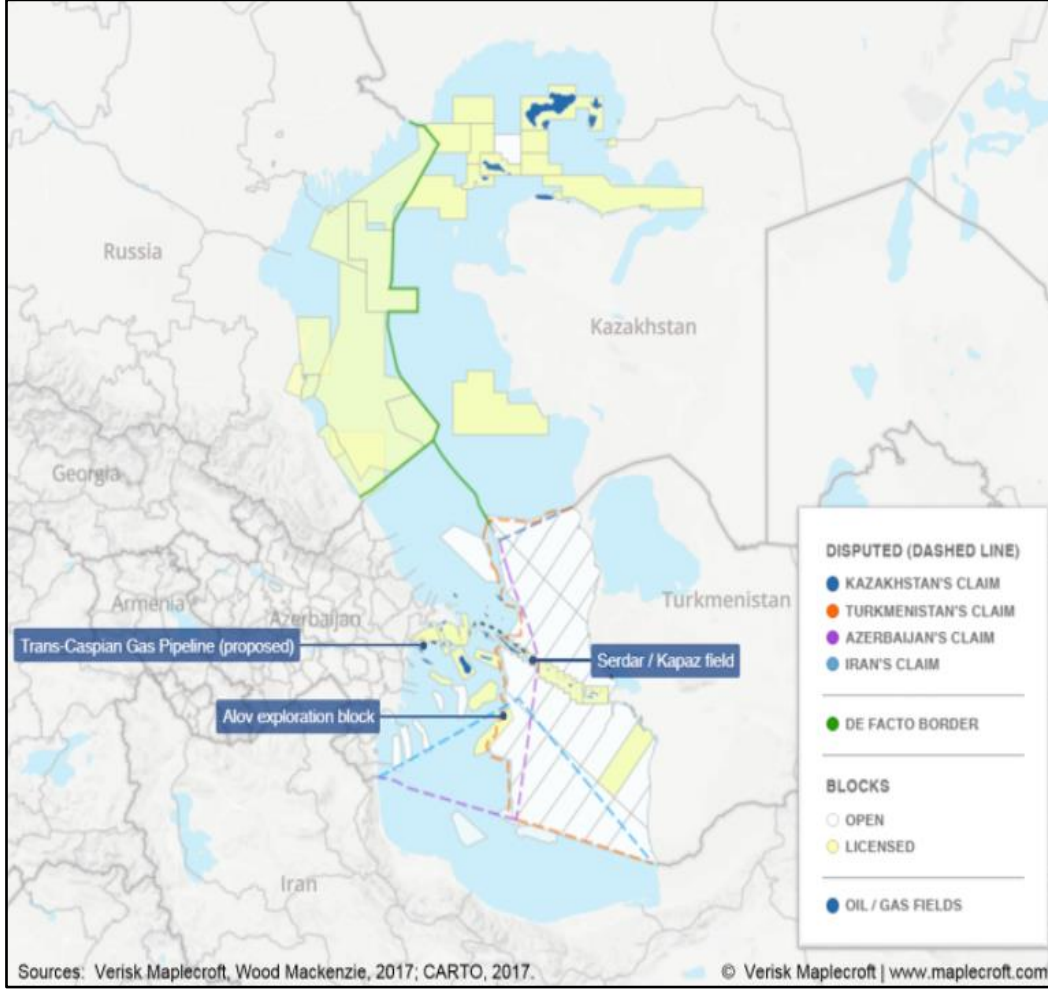 Russia
Kazakhstan
Georgia
Armenia
Azerbaijan
Turkmenistan
Trans-Caspian Gas Pipeline (proposed)
Serdar / Kapaz field
Alov exploration block
Iran
DISPUTED (DASHED LINE)
KAZAKHSTAN'S CLAIM
TURKMENISTAN'S CLAIM
AZERBAIJAN'S CLAIM
IRAN'S CLAIM
DE FACTO BORDER
BLOCKS
OPEN
LICENSED
OIL / GAS FIELDS
Sources: Verisk Maplecroft, Wood Mackenzie, 2017; CARTO, 2017.
© Verisk Maplecroft | www.maplecroft.com